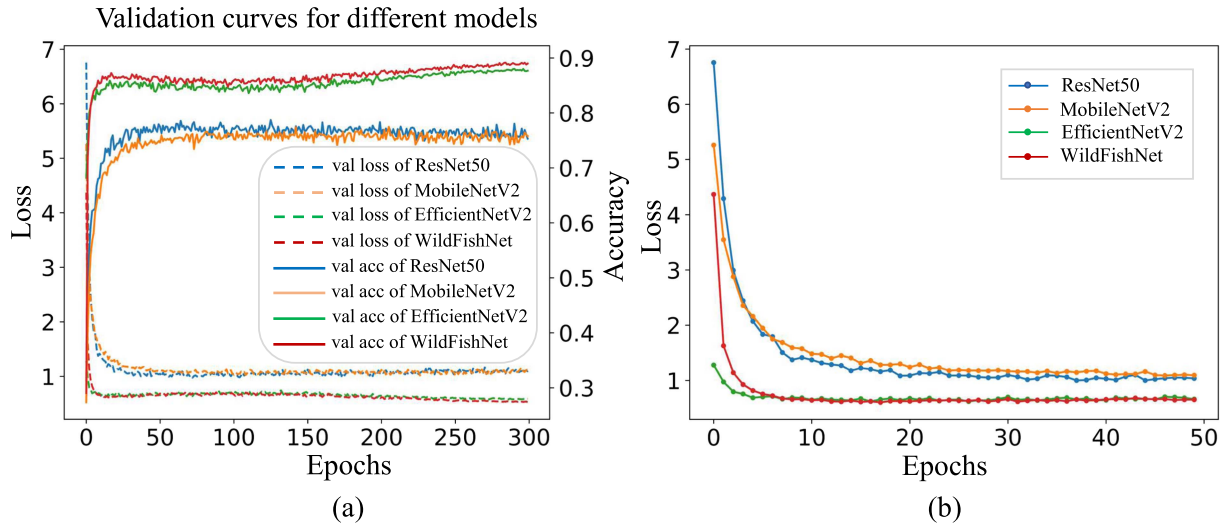 Validation curves for different models
7
6
5
4
3
2
1
Loss
0.9
0.8
0.7
0.6
0.5
0.4
0.3
Accuracy
val loss of ResNet50
val loss of MobileNetV2
val loss of EfficientNetV2
val loss of WildFishNet
val acc of ResNet50
val acc of MobileNetV2
val acc of EfficientNetV2
val acc of WildFishNet
0 50 100 150 200 250 300
Epochs
(a)
7
6
5
4
3
2
1
Loss
ResNet50
MobileNetV2
EfficientNetV2
WildFishNet
0 10 20 30 40 50
Epochs
(b)